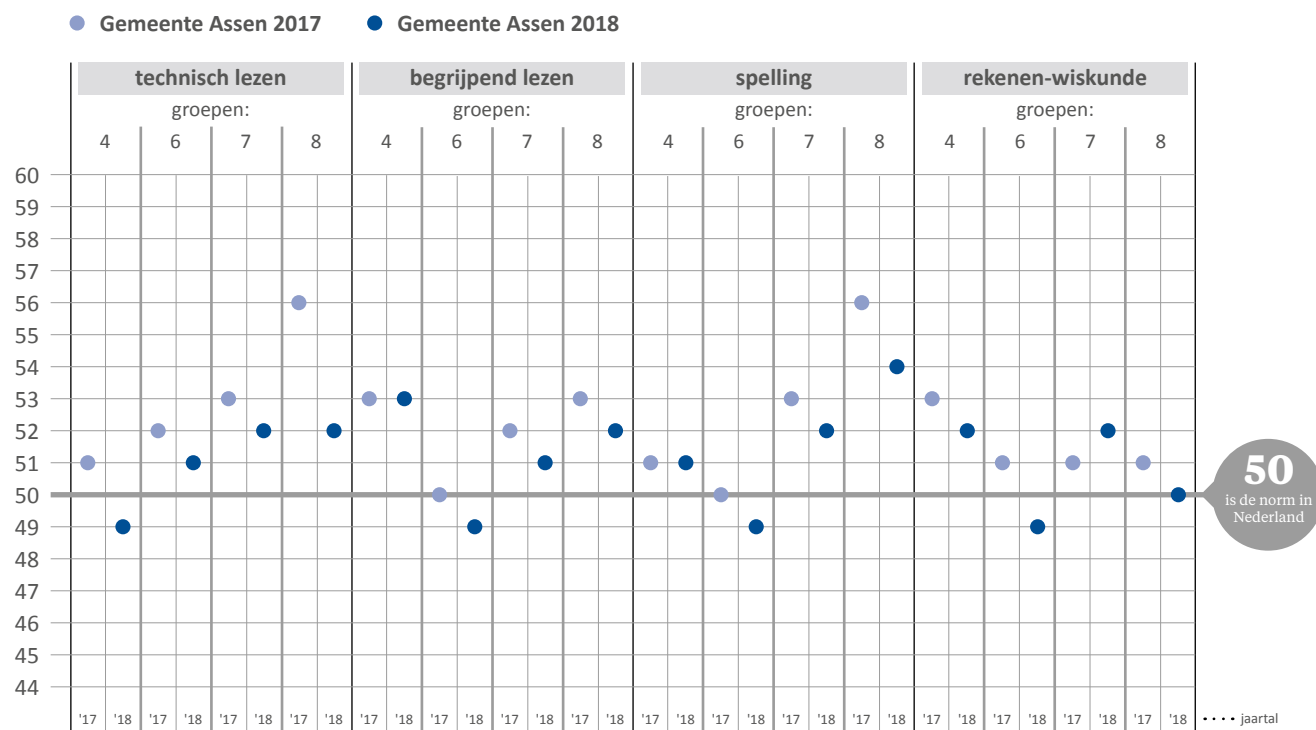 Gemeente Assen 2017 Gemeente Assen 2018
technisch lezen begrijpend lezen spelling rekenen-wiskunde
groepen: groepen: groepen: groepen:
4 6 7 8 4 6 7 8 4 6 7 8 4 6 7 8
60
59
58
57
56
55
54
53
52
51
50
49
48
47
46
45
44
50
is de norm in
Nederland
'17 '18 '17 '18 '17 '18 '17 '18 '17 '18 '17 '18 '17 '18 '17 '18 '17 '18 '17 '18 '17 '18 '17 '18 '17 '18 '17 '18 '17 '18 '17 '18 •••• jaartal